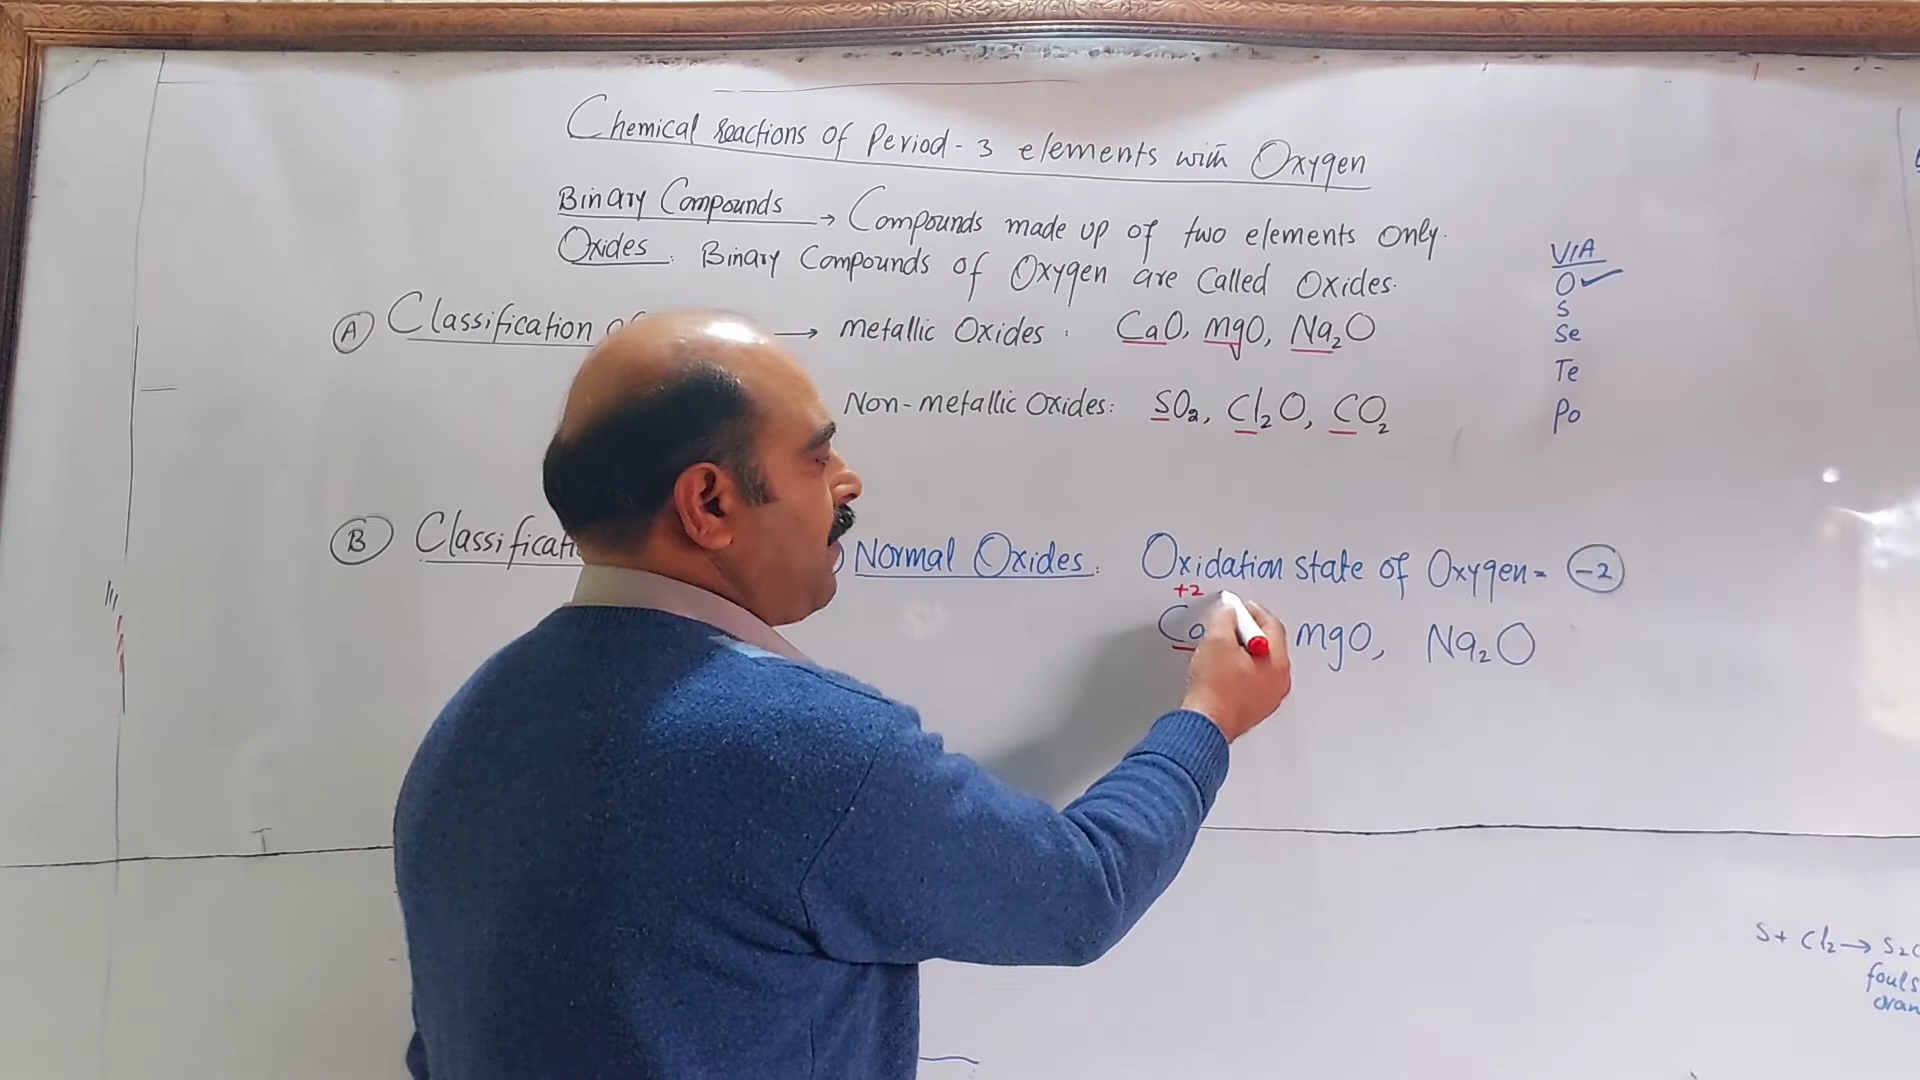 Chemical Reactions of Period-3 elements with Oxygen
Binary Compounds → Compounds made up of two elements only.
Oxides: Binary Compounds of Oxygen are Called Oxides.
VIA
O ✓
S
Se
Te
Po
(A) Classification of → metallic Oxides: CaO, MgO, Na₂O
Non-metallic Oxides: SO₂, Cl₂O, CO₂
(B) Normal Oxides: Oxidation state of Oxygen = -2
+2
Ca MgO, Na₂O
S + Cl₂ →